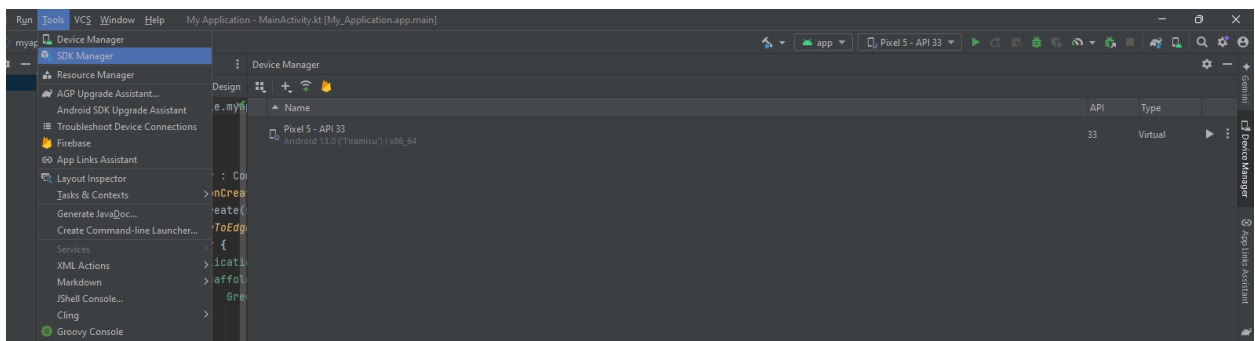 Run Tools VCS Window Help My Application - MainActivity.kt [My_Application.app.main]
myap
app Pixel 5 - API 33
Device Manager
SDK Manager
Resource Manager
AGP Upgrade Assistant...
Android SDK Upgrade Assistant
Troubleshoot Device Connections
Firebase
App Links Assistant
Layout Inspector
Tasks & Contexts
Generate JavaDoc...
Create Command-line Launcher...
Services
XML Actions
Markdown
JShell Console...
Cling
Groovy Console
Design
e.mya
: Co
onCrea
eate(
ToEdg
{
icati
affol
Gre
Device Manager
Name API Type
Pixel 5 - API 33 33 Virtual
Android 13.0 ("Tiramisu") | x86_64
Gemini
Device Manager
App Links Assistant